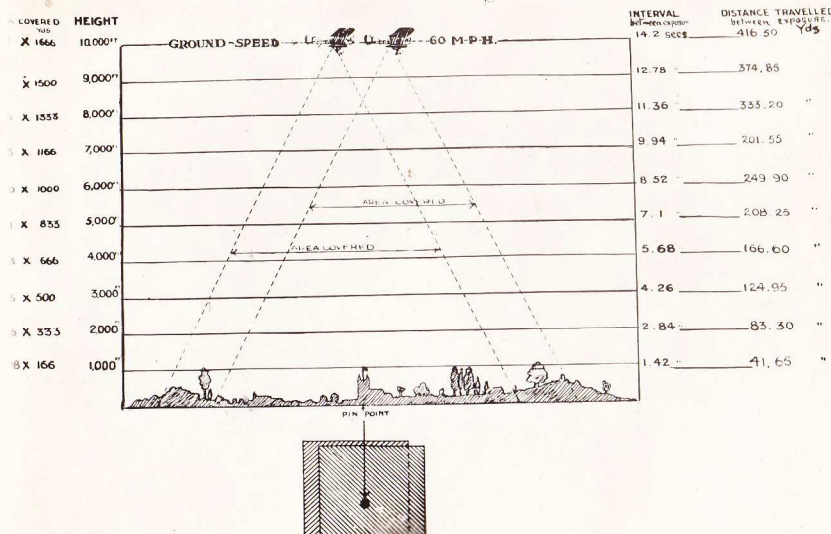 COVERED HEIGHT INTERVAL DISTANCE TRAVELLED
Yds between exposure between exposure.
X 1666 10,000" GROUND-SPEED 60 M.P.H. 14.2 secs 416.50 Yds
X 1500 9,000" 12.78 " 374.85
X 1333 8,000" 11.36 " 333.20 "
X 1166 7,000" 9.94 " 201.55 "
X 1000 6,000" 8.52 " 249.90 "
AREA COVERED
X 833 5,000" 7.1 " 208.25 "
AREA COVERED
X 666 4,000" 5.68 " 166.60 "
X 500 3,000" 4.26 " 124.95 "
X 333 2,000" 2.84 " 83.30 "
8 X 166 1,000" 1.42 " 41.65 "
PIN POINT